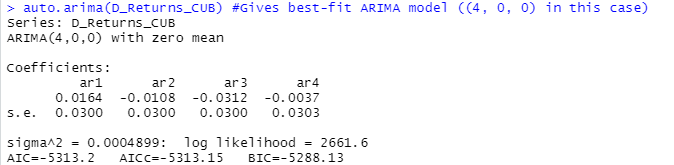 > auto.arima(D_Returns_CUB) #Gives best-fit ARIMA model ((4, 0, 0) in this case)
Series: D_Returns_CUB
ARIMA(4,0,0) with zero mean
Coefficients:
ar1 ar2 ar3 ar4
0.0164 -0.0108 -0.0312 -0.0037
s.e. 0.0300 0.0300 0.0300 0.0303
sigma^2 = 0.0004899: log likelihood = 2661.6
AIC=-5313.2 AICC=-5313.15 BIC=-5288.13